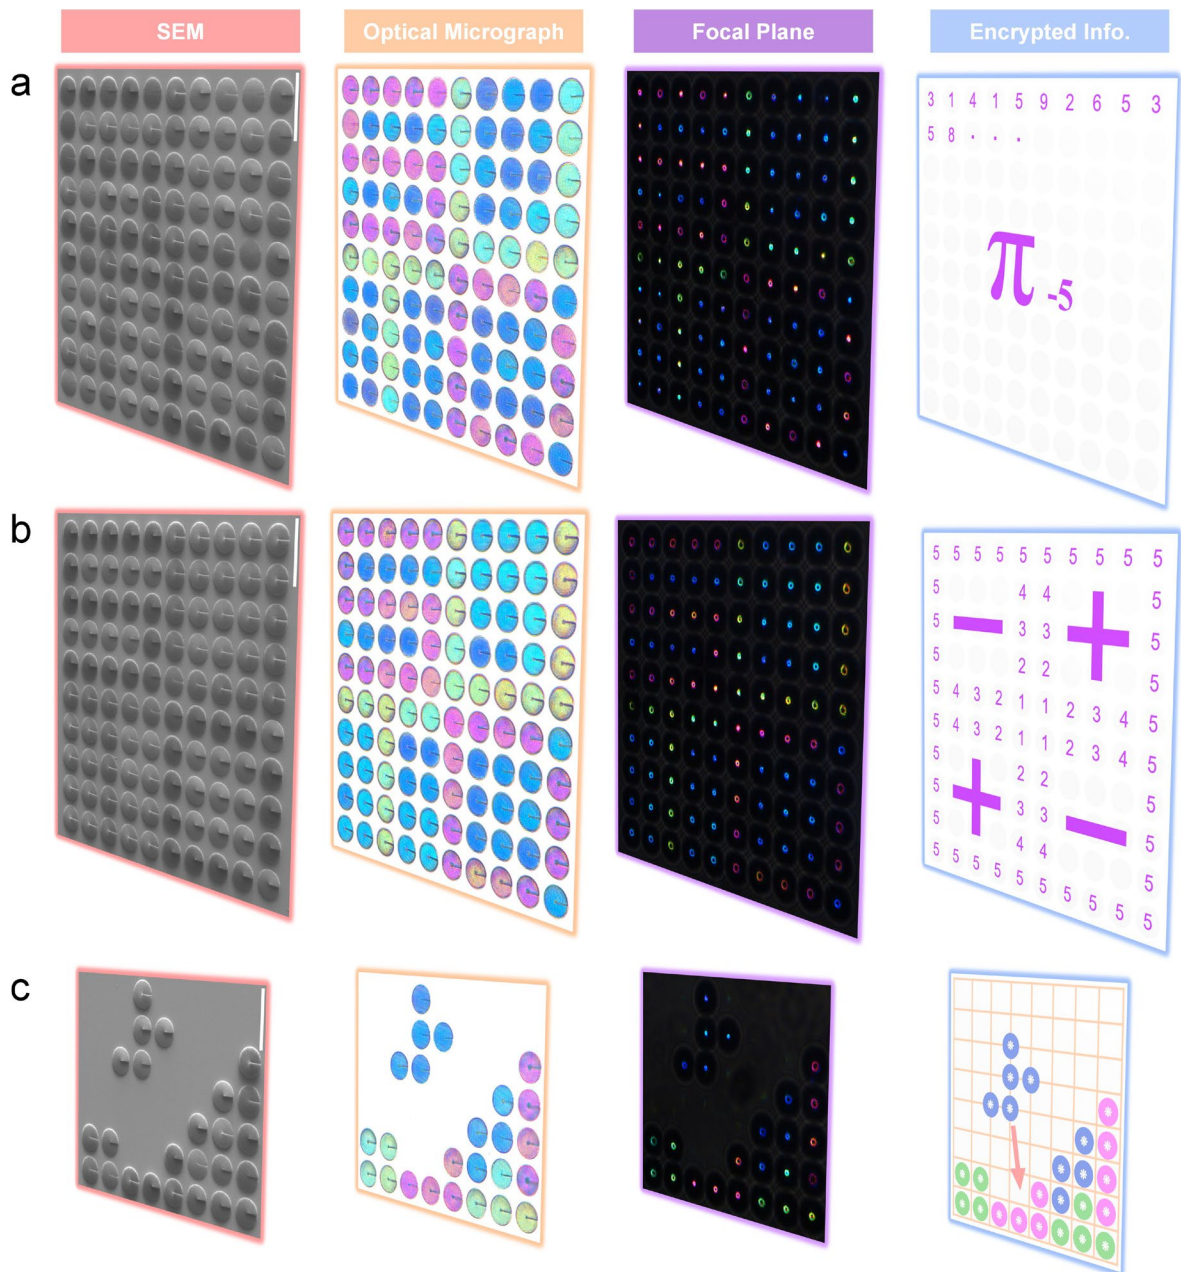 SEM Optical Micrograph Focal Plane Encrypted Info.
a
3 1 4 1 5 9 2 6 5 3
5 8 . . .
π-5
b
5 5 5 5 5 5 5 5 5 5
5 4 4 5
5 − 3 3 + 5
5 2 2 5
5 4 3 2 1 1 2 3 4 5
5 4 3 2 1 1 2 3 4 5
5 2 2 5
5 + 3 3 − 5
5 4 4 5
5 5 5 5 5 5 5 5 5 5
c